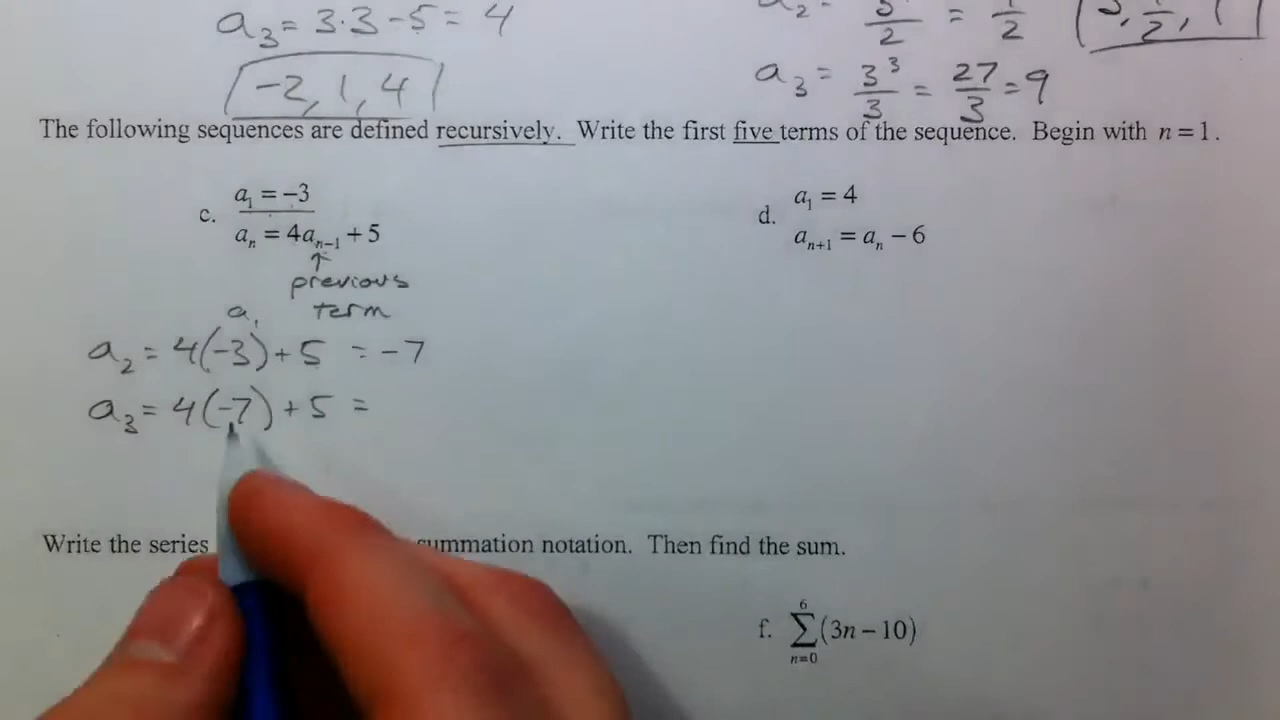 a₃ = 3·3 − 5 = 4
a₂ = 3/2 = 1/2
−2, 1, 4
a₃ = 3³/3 = 27/3 = 9
The following sequences are defined recursively. Write the first five terms of the sequence. Begin with n = 1.
c. a₁ = −3
aₙ = 4aₙ₋₁ + 5
d. a₁ = 4
aₙ₊₁ = aₙ − 6
↑
previous
term
a₁
a₂ = 4(−3) + 5 = −7
a₃ = 4(−7) + 5 =
Write the series summation notation. Then find the sum.
f. 6
∑(3n − 10)
n=0